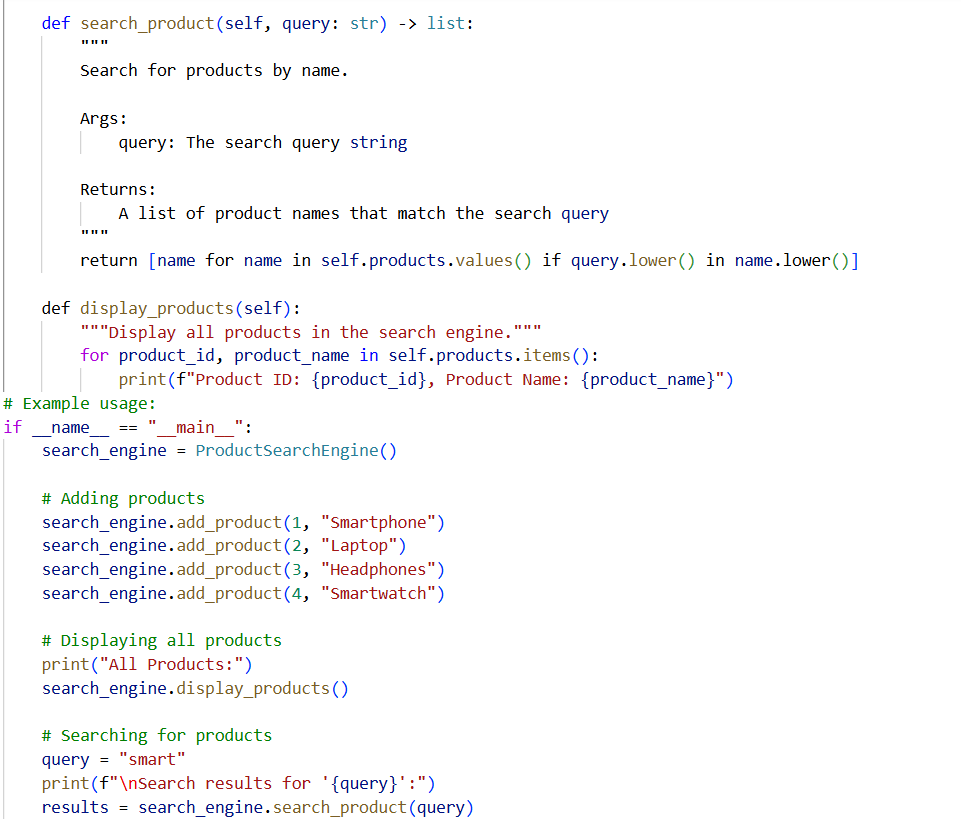 def search_product(self, query: str) -> list:
"""
Search for products by name.
Args:
query: The search query string
Returns:
A list of product names that match the search query
"""
return [name for name in self.products.values() if query.lower() in name.lower()]
def display_products(self):
"""Display all products in the search engine."""
for product_id, product_name in self.products.items():
print(f"Product ID: {product_id}, Product Name: {product_name}")
# Example usage:
if __name__ == "__main__":
search_engine = ProductSearchEngine()
# Adding products
search_engine.add_product(1, "Smartphone")
search_engine.add_product(2, "Laptop")
search_engine.add_product(3, "Headphones")
search_engine.add_product(4, "Smartwatch")
# Displaying all products
print("All Products:")
search_engine.display_products()
# Searching for products
query = "smart"
print(f"\nSearch results for '{query}':")
results = search_engine.search_product(query)